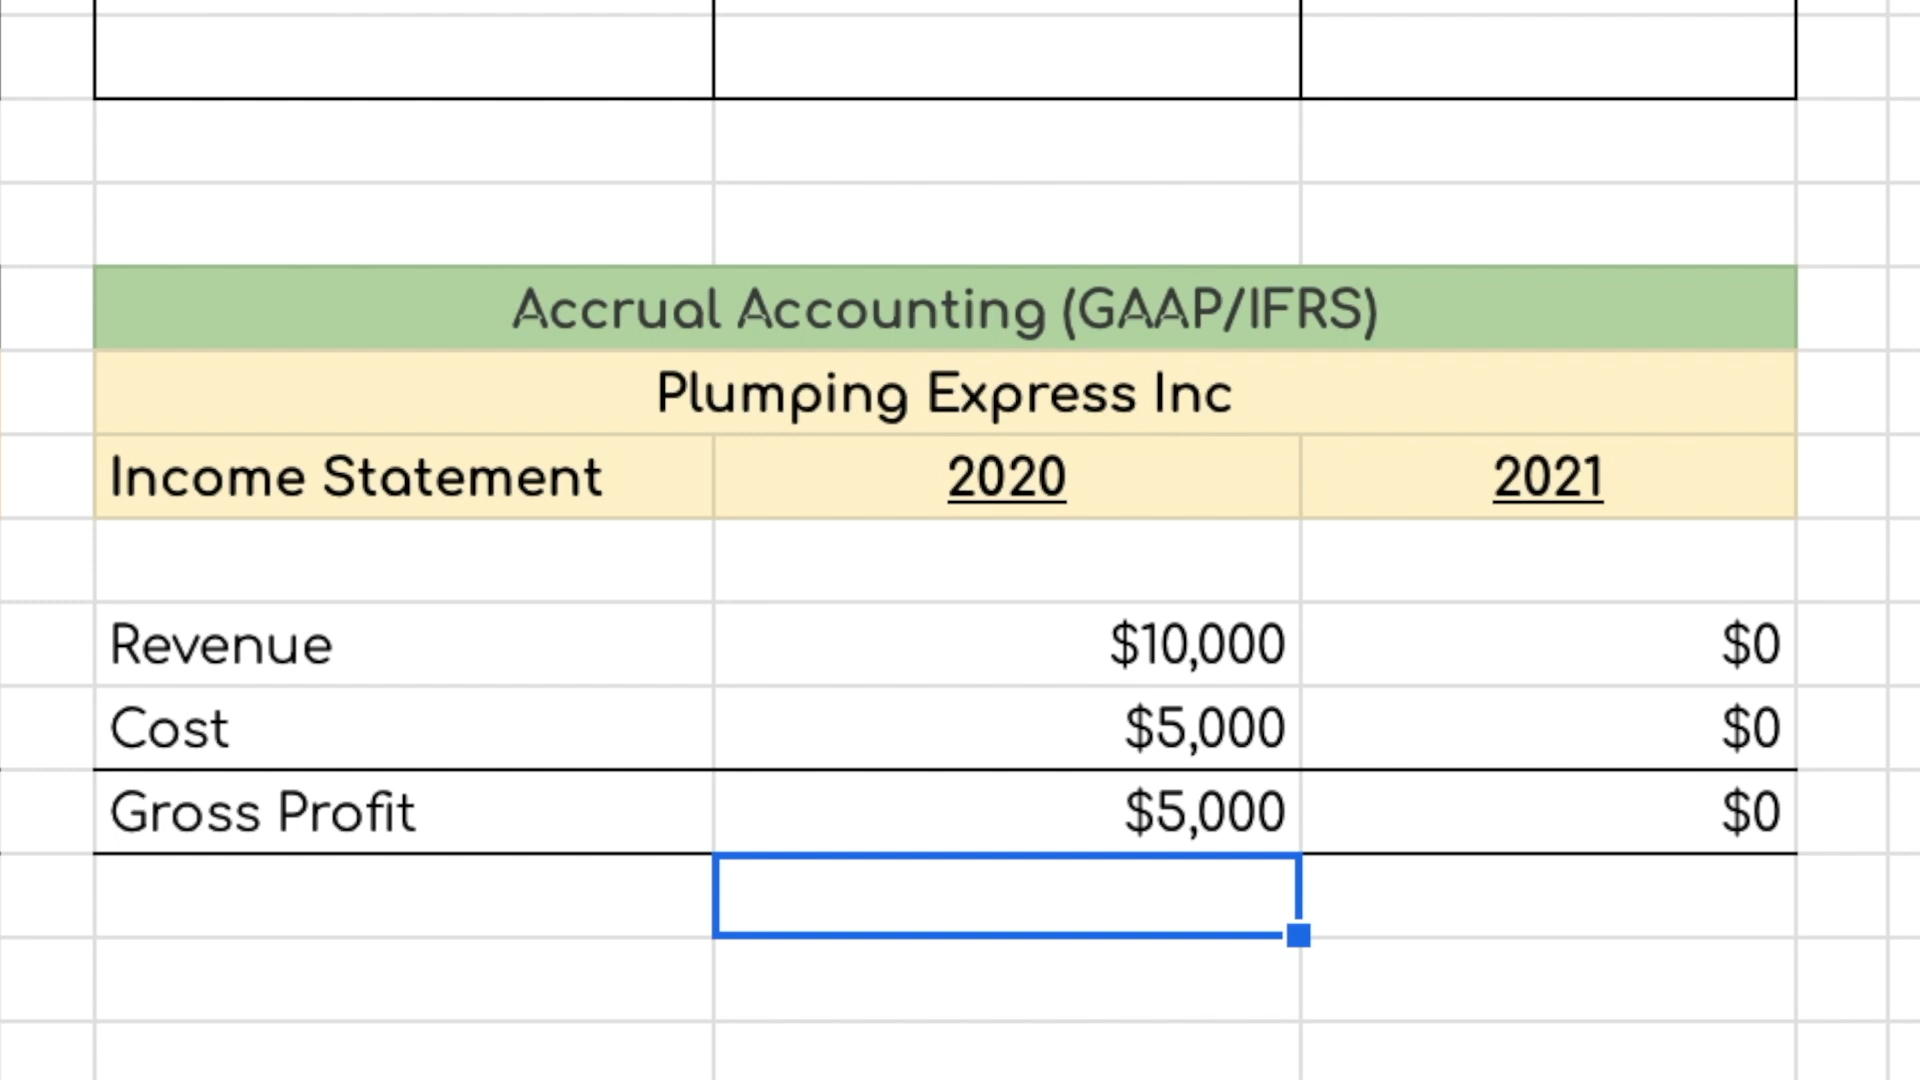 Accrual Accounting (GAAP/IFRS)
Plumping Express Inc
Income Statement 2020 2021
Revenue $10,000 $0
Cost $5,000 $0
Gross Profit $5,000 $0